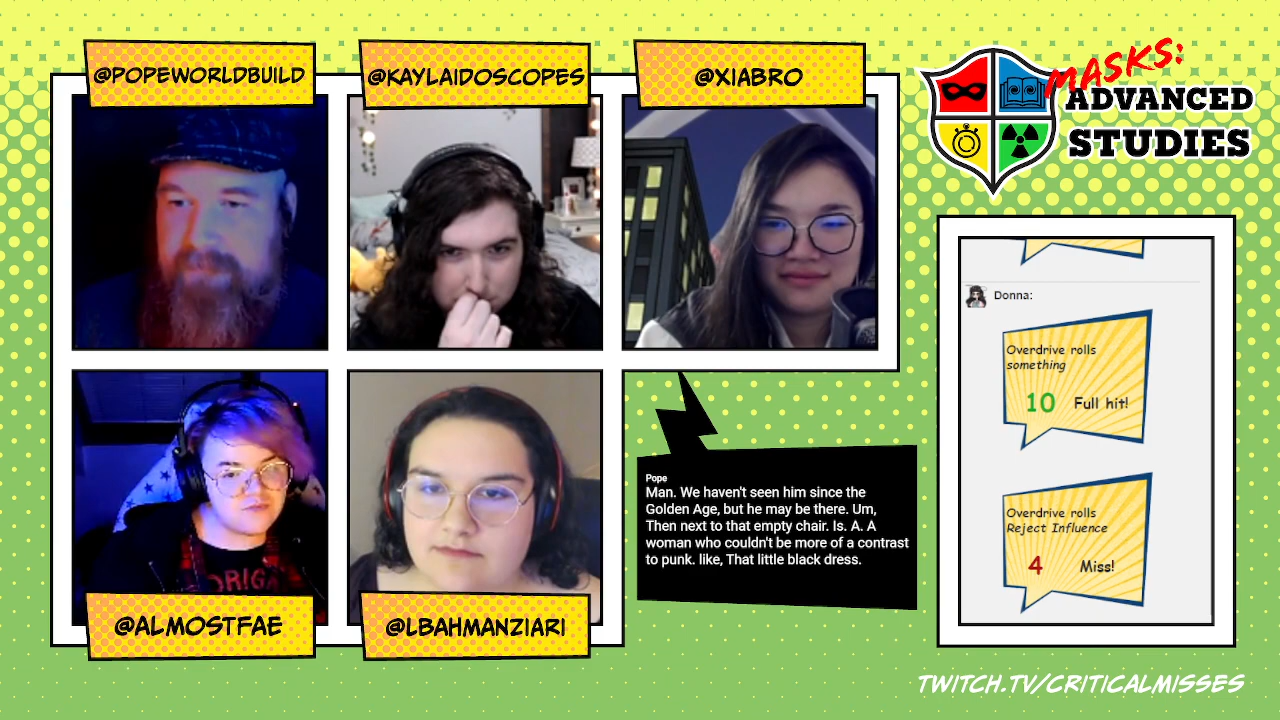 @POPEWORLDBUILD
@KAYLAIDOSCOPES
@XIABRO
MASKS:
ADVANCED
STUDIES
Donna:
Overdrive rolls
something
10 Full hit!
Overdrive rolls
Reject Influence
4 Miss!
Pope
Man. We haven't seen him since the
Golden Age, but he may be there. Um,
Then next to that empty chair. Is. A. A
woman who couldn't be more of a contrast
to punk. like, That little black dress.
@ALMOSTFAE
@LBAHMANZIARI
TWITCH.TV/CRITICALMISSES